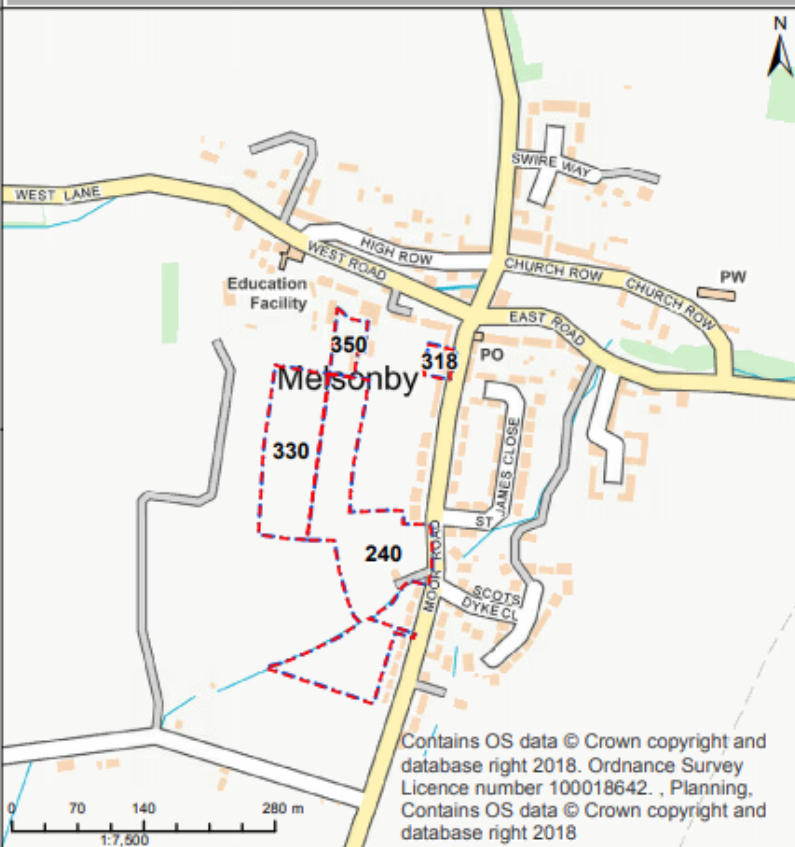 N
SWIRE WAY
WEST LANE
HIGH ROW
WEST ROAD
CHURCH ROW
CHURCH ROW
PW
Education
Facility
EAST ROAD
350
318
PO
Melsonby
330
ST JAMES CLOSE
240
MOOR ROAD
SCOTS
DYKE CL
Contains OS data © Crown copyright and
database right 2018. Ordnance Survey
Licence number 100018642. , Planning,
Contains OS data © Crown copyright and
database right 2018
0 70 140 280 m
1:7,500